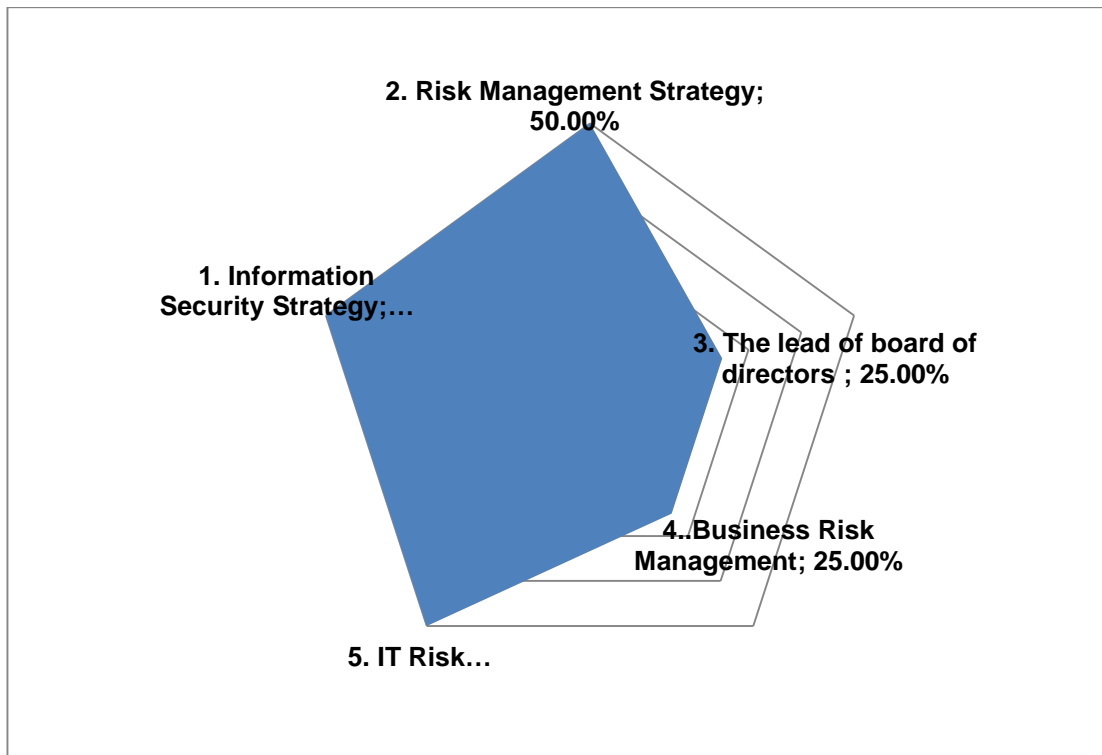 2. Risk Management Strategy;
50.00%
1. Information
Security Strategy;…
3. The lead of board of
directors ; 25.00%
4..Business Risk
Management; 25.00%
5. IT Risk…